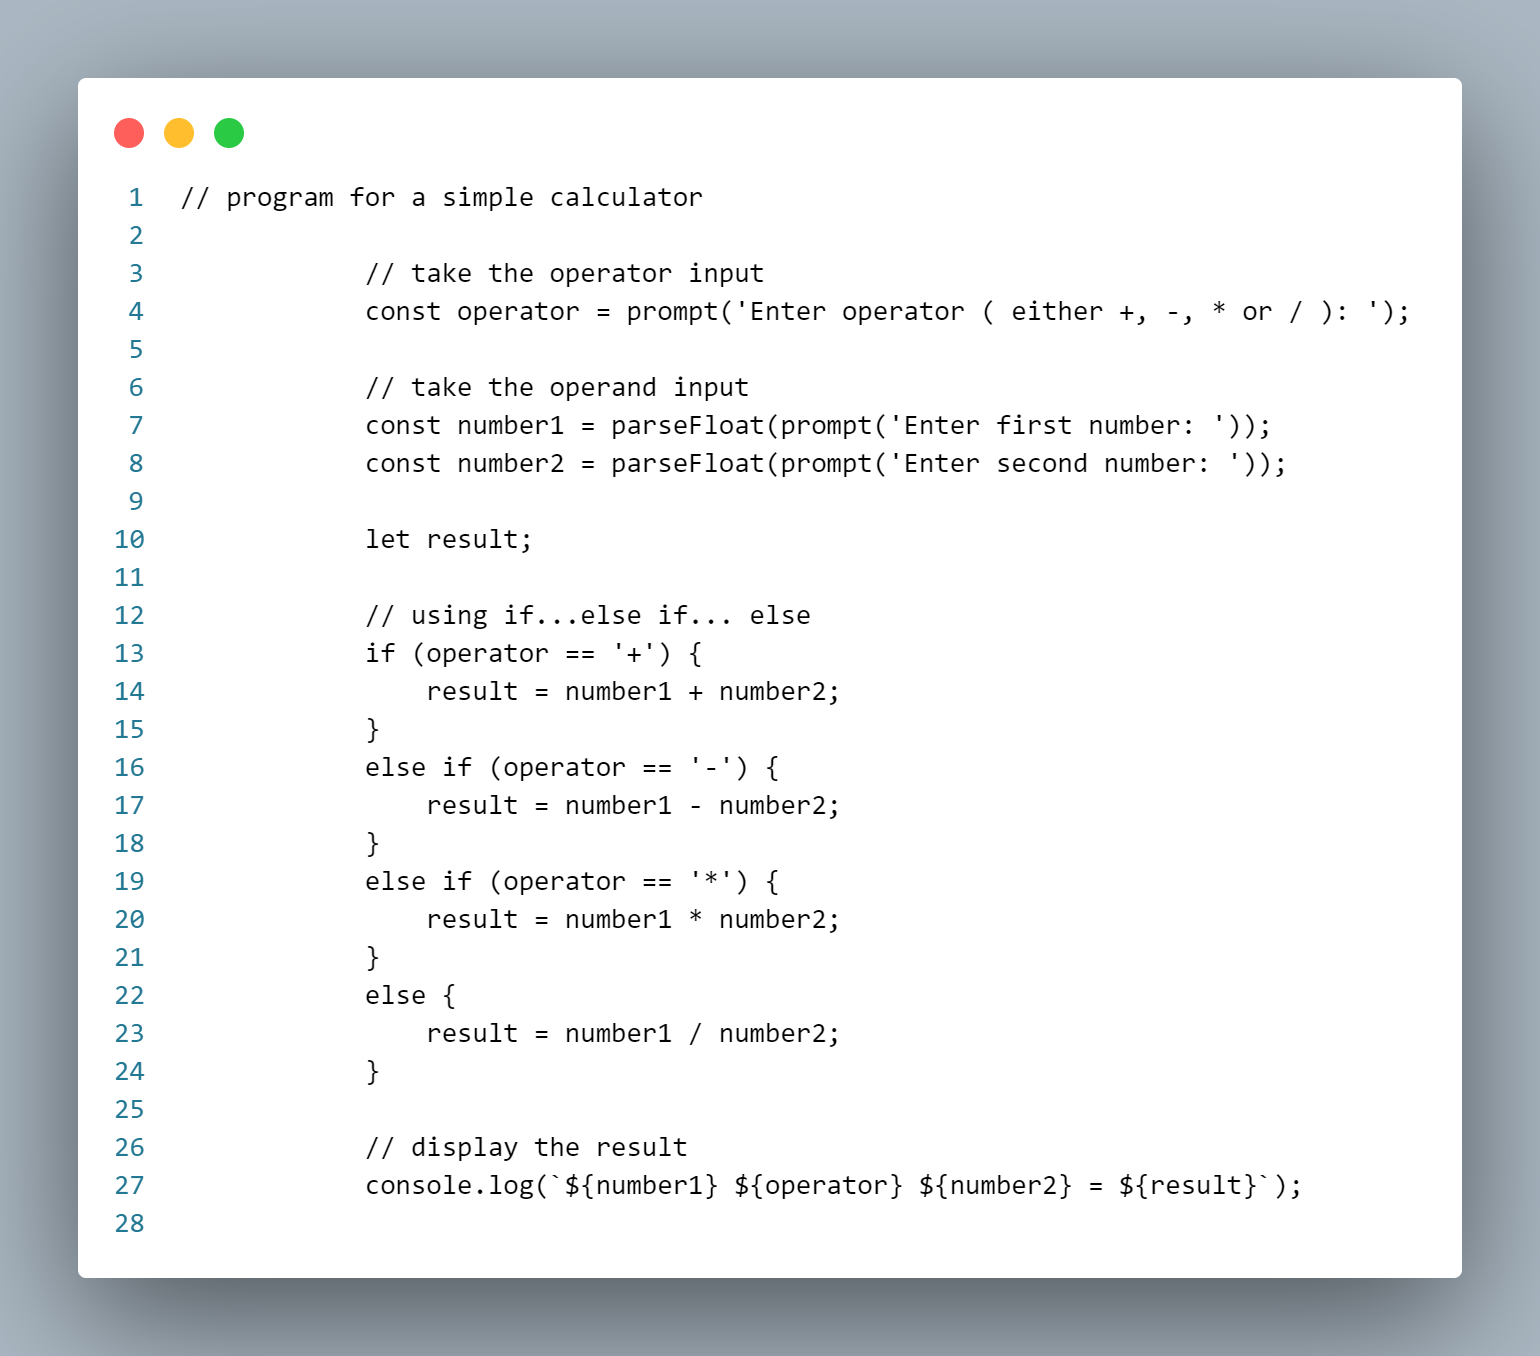 1 // program for a simple calculator
2
3             // take the operator input
4             const operator = prompt('Enter operator ( either +, -, * or / ): ');
5
6             // take the operand input
7             const number1 = parseFloat(prompt('Enter first number: '));
8             const number2 = parseFloat(prompt('Enter second number: '));
9
10             let result;
11
12             // using if...else if... else
13             if (operator == '+') {
14                 result = number1 + number2;
15             }
16             else if (operator == '-') {
17                 result = number1 - number2;
18             }
19             else if (operator == '*') {
20                 result = number1 * number2;
21             }
22             else {
23                 result = number1 / number2;
24             }
25
26             // display the result
27             console.log(`${number1} ${operator} ${number2} = ${result}`);
28